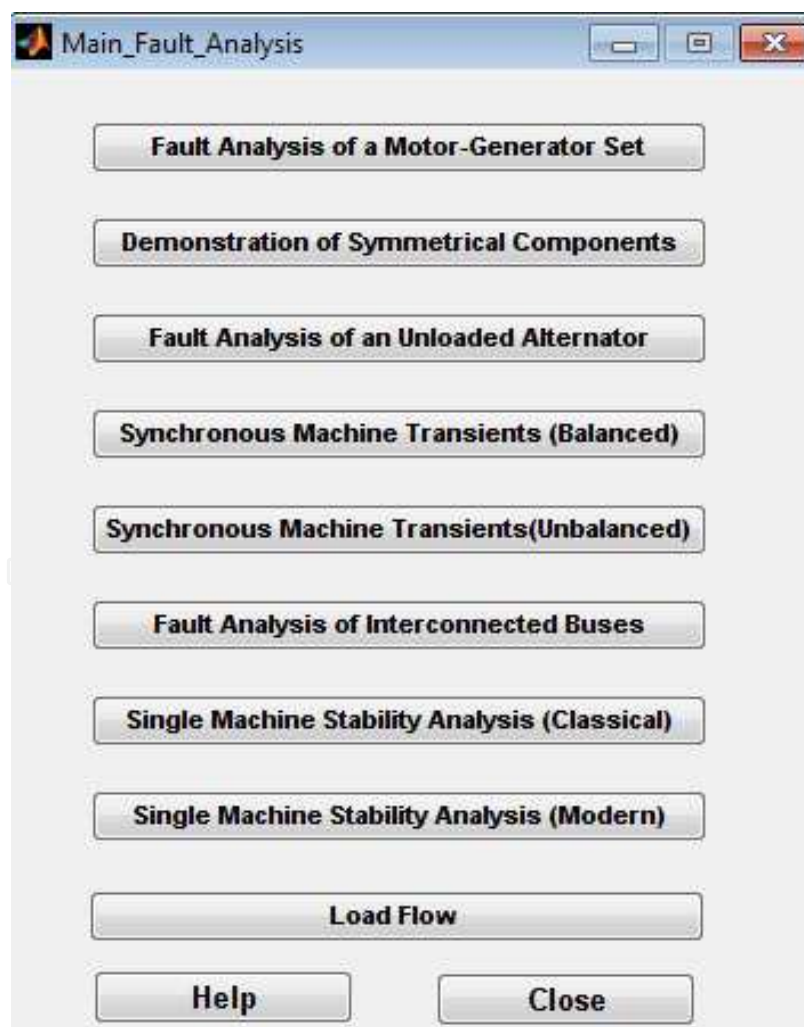 Main_Fault_Analysis
Fault Analysis of a Motor-Generator Set
Demonstration of Symmetrical Components
Fault Analysis of an Unloaded Alternator
Synchronous Machine Transients (Balanced)
Synchronous Machine Transients(Unbalanced)
Fault Analysis of Interconnected Buses
Single Machine Stability Analysis (Classical)
Single Machine Stability Analysis (Modern)
Load Flow
Help Close